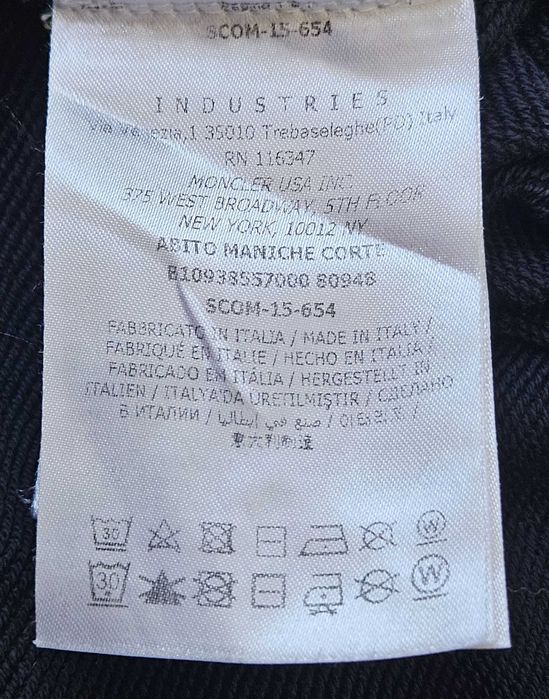 SCOM-15-654
INDUSTRIES
Via Venezia,1 35010 Trebaseleghe(PD) Italy
RN 116347
MONCLER USA INC.
375 WEST BROADWAY, 5TH FLOOR
NEW YORK, 10012 NY
ABITO MANICHE CORTE
B10938557000 80948
SCOM-15-654
FABBRICATO IN ITALIA / MADE IN ITALY /
FABRIQUÉ EN ITALIE / HECHO EN ITALIA /
FABRICADO EM ITÁLIA / HERGESTELLT IN
ITALIEN / ITALYA'DA ÜRETILMIŞTIR / СДЕЛАНО
В ИТАЛИИ / صنع في إيطاليا / 이탈리아 /
意大利制造
30 W
30 W